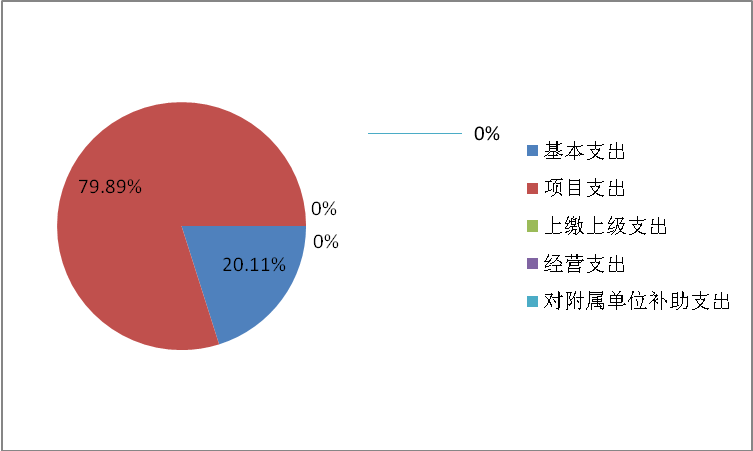 0%
基本支出
79.89%
项目支出
0%
上缴上级支出
0%
20.11%
经营支出
对附属单位补助支出